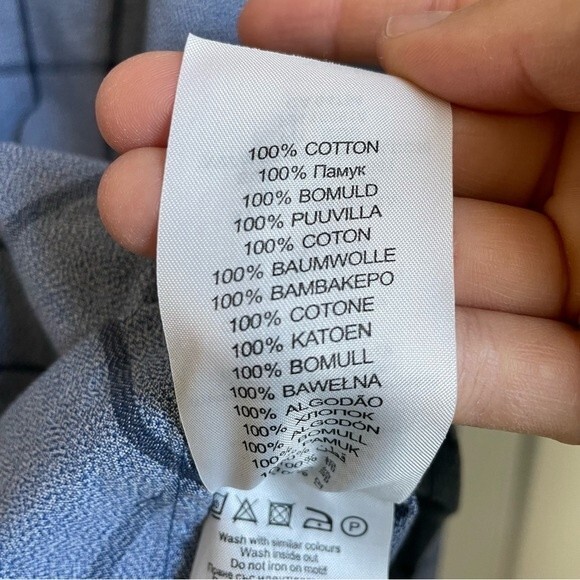 100% COTTON
100% Памук
100% BOMULD
100% PUUVILLA
100% COTON
100% BAUMWOLLE
100% ΒΑΜΒΑΚΕΡΟ
100% COTONE
100% KATOEN
100% BOMULL
100% BAWEŁNA
100% ALGODÃO
100% ХЛОПОК
100% ALGODÓN
100% BOMULL
100% PAMUK
100%
Wash with similar colours
Wash inside out
Do not iron on motif